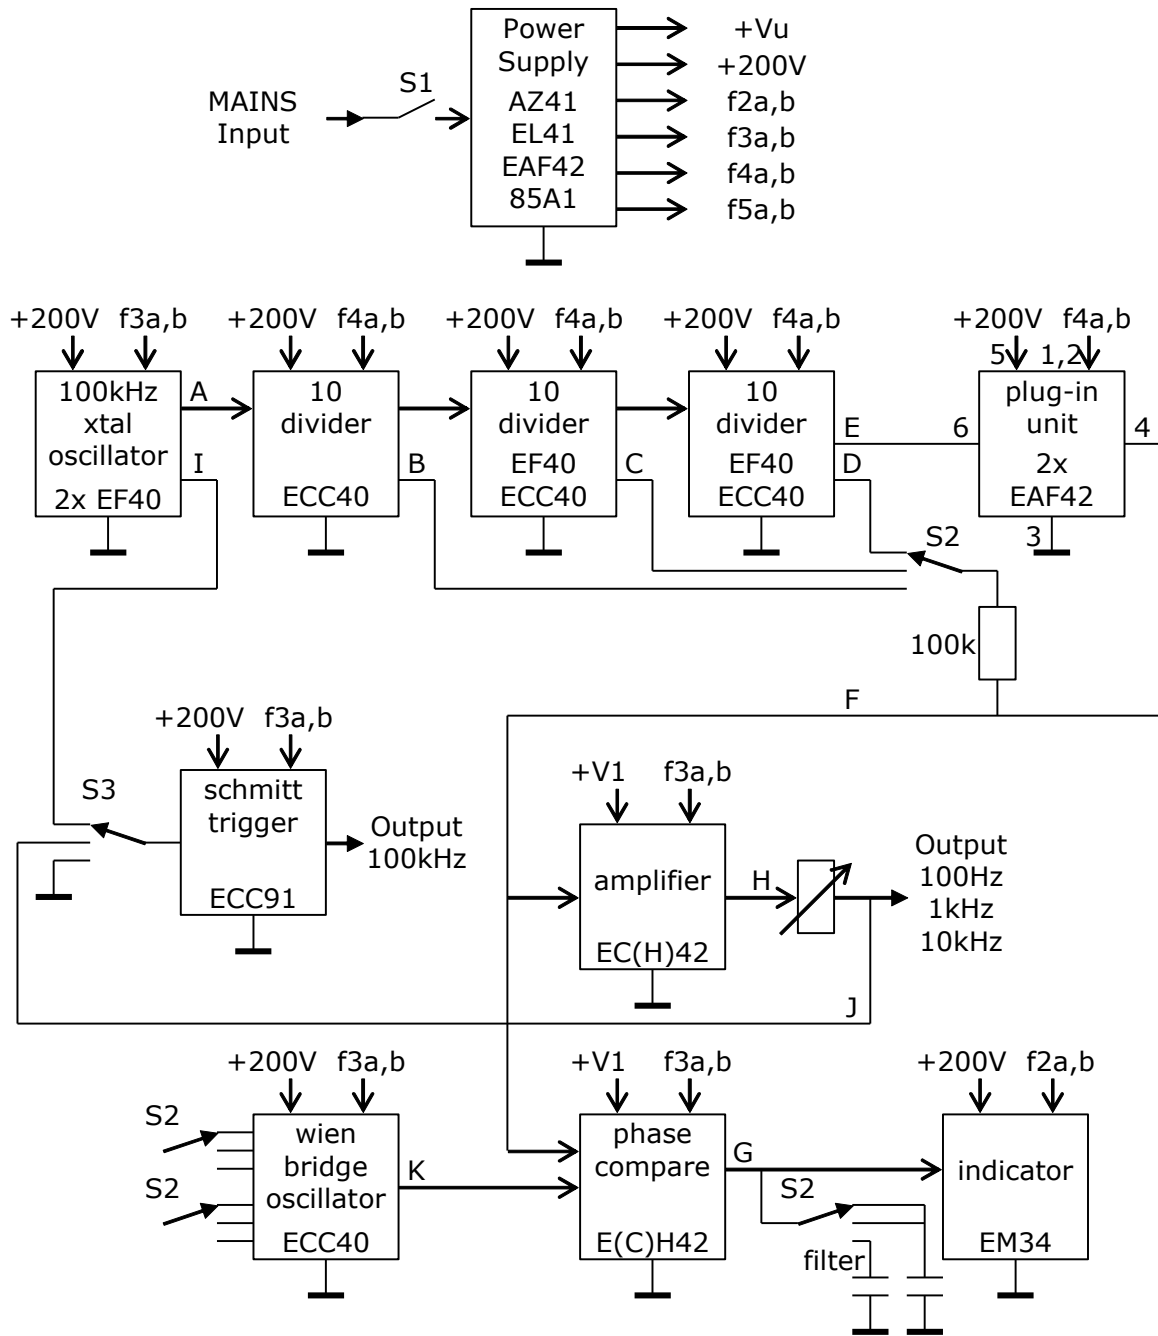 Power
Supply
AZ41
EL41
EAF42
85A1
+Vu
+200V
f2a,b
f3a,b
f4a,b
f5a,b
MAINS
Input
S1
+200V f3a,b
100kHz
xtal
oscillator
2x EF40
A
I
+200V f4a,b
10
divider
ECC40
B
+200V f4a,b
10
divider
EF40
ECC40
C
+200V f4a,b
10
divider
EF40
ECC40
E
D
+200V f4a,b
5 1,2
6
plug-in
unit
2x
EAF42
4
3
S2
100k
F
+200V f3a,b
S3
schmitt
trigger
ECC91
Output
100kHz
+V1 f3a,b
amplifier
EC(H)42
H
Output
100Hz
1kHz
10kHz
J
+200V f3a,b
S2
S2
wien
bridge
oscillator
ECC40
K
+V1 f3a,b
phase
compare
E(C)H42
G
S2
filter
+200V f2a,b
indicator
EM34